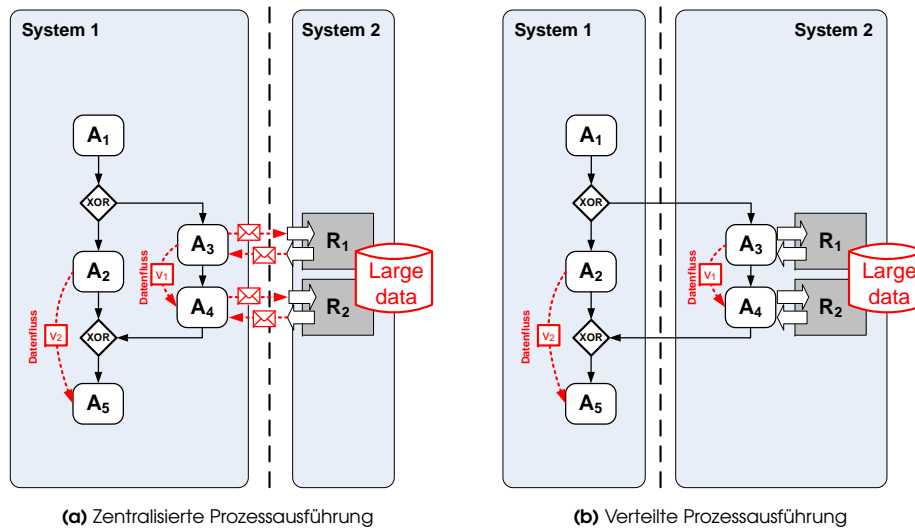 System 1
System 2
A1
XOR
A3
R1
A2
Datenfluss
v1
Large
data
A4
R2
Datenfluss
v2
XOR
A5
(a) Zentralisierte Prozessausführung
System 1
System 2
A1
XOR
A3
R1
A2
Datenfluss
v1
Large
data
A4
R2
Datenfluss
v2
XOR
A5
(b) Verteilte Prozessausführung